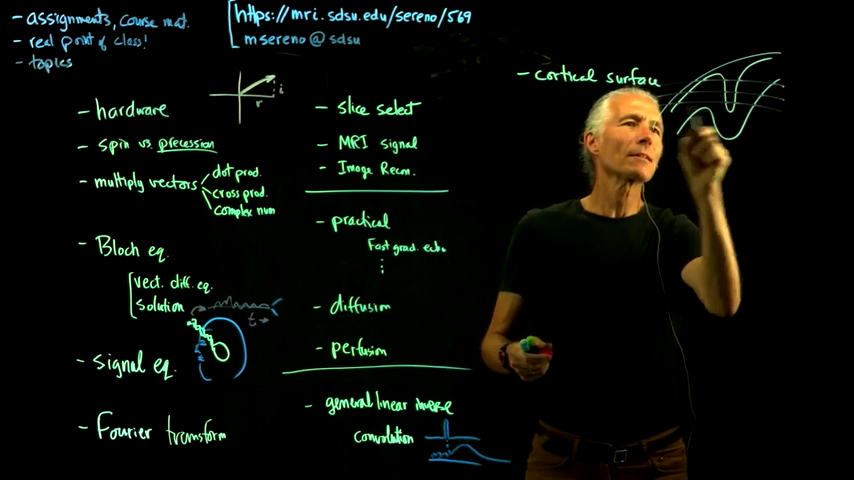 - assignments, course mat.
- real point of class!
- topics
https://mri.sdsu.edu/sereno/569
msereno@sdsu
- hardware
r
i
- spin vs. precession
- multiply vectors
dot prod.
cross prod.
complex num
- Bloch eq.
vect. diff. eq.
solution
t
- signal eq.
- Fourier transform
- slice select
- MRI signal
- Image Recon.
- practical
Fast grad. echo
- diffusion
- perfusion
- general linear inverse
convolution
- cortical surface